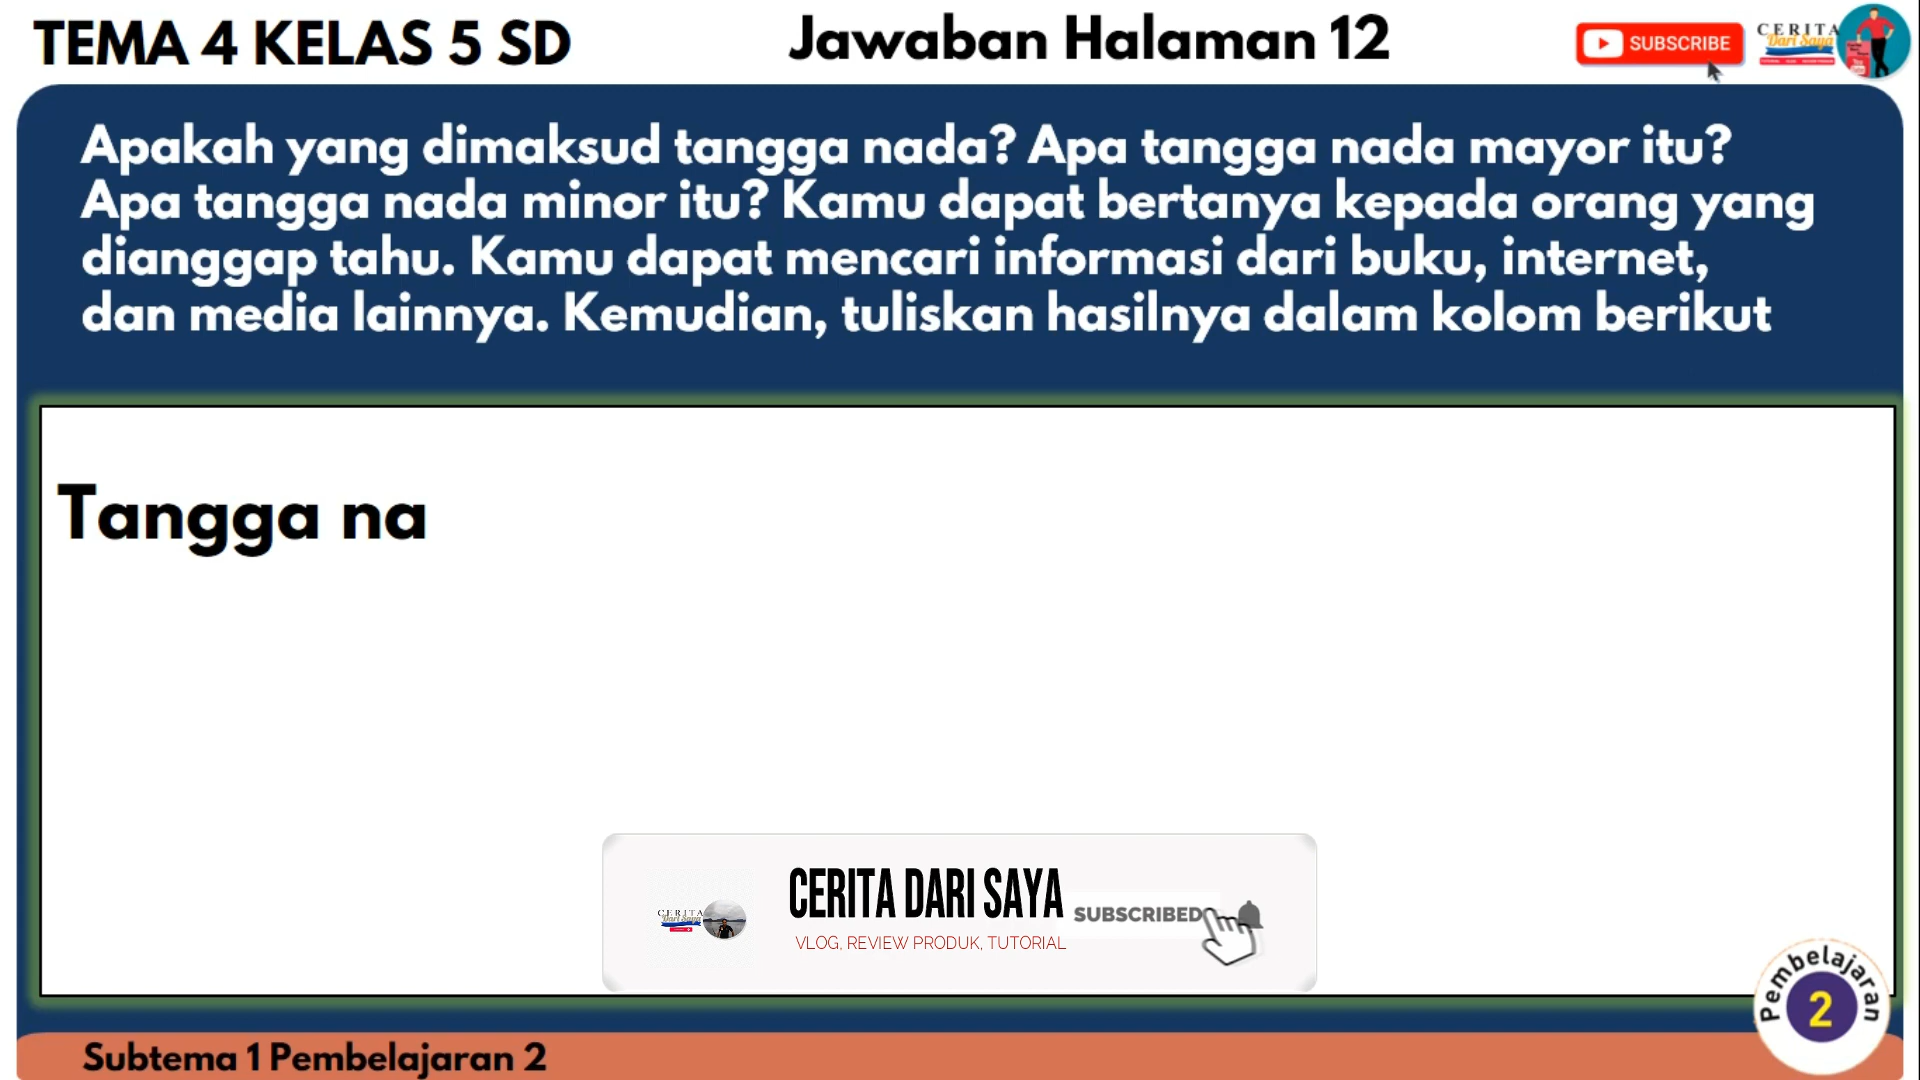 TEMA 4 KELAS 5 SD
Jawaban Halaman 12
SUBSCRIBE
CERITA
Dari Saya
Apakah yang dimaksud tangga nada? Apa tangga nada mayor itu?
Apa tangga nada minor itu? Kamu dapat bertanya kepada orang yang
dianggap tahu. Kamu dapat mencari informasi dari buku, internet,
dan media lainnya. Kemudian, tuliskan hasilnya dalam kolom berikut
Tangga na
CERITA
Dari Saya
CERITA DARI SAYA
VLOG, REVIEW PRODUK, TUTORIAL
SUBSCRIBED
Pembelajaran
2
Subtema 1 Pembelajaran 2